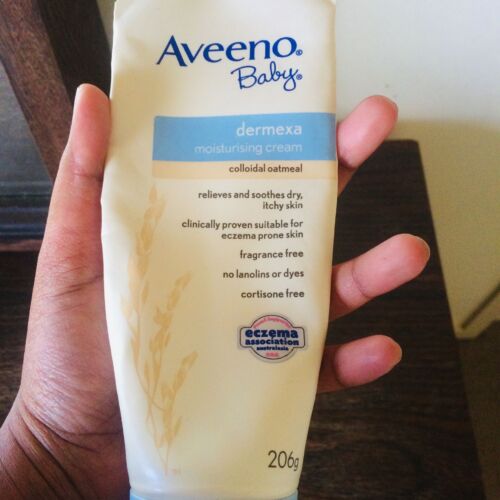 Aveeno®
Baby®
dermexa
moisturising cream
colloidal oatmeal
relieves and soothes dry,
itchy skin
clinically proven suitable for
eczema prone skin
fragrance free
no lanolins or dyes
cortisone free
eczema
association
australasia
206g